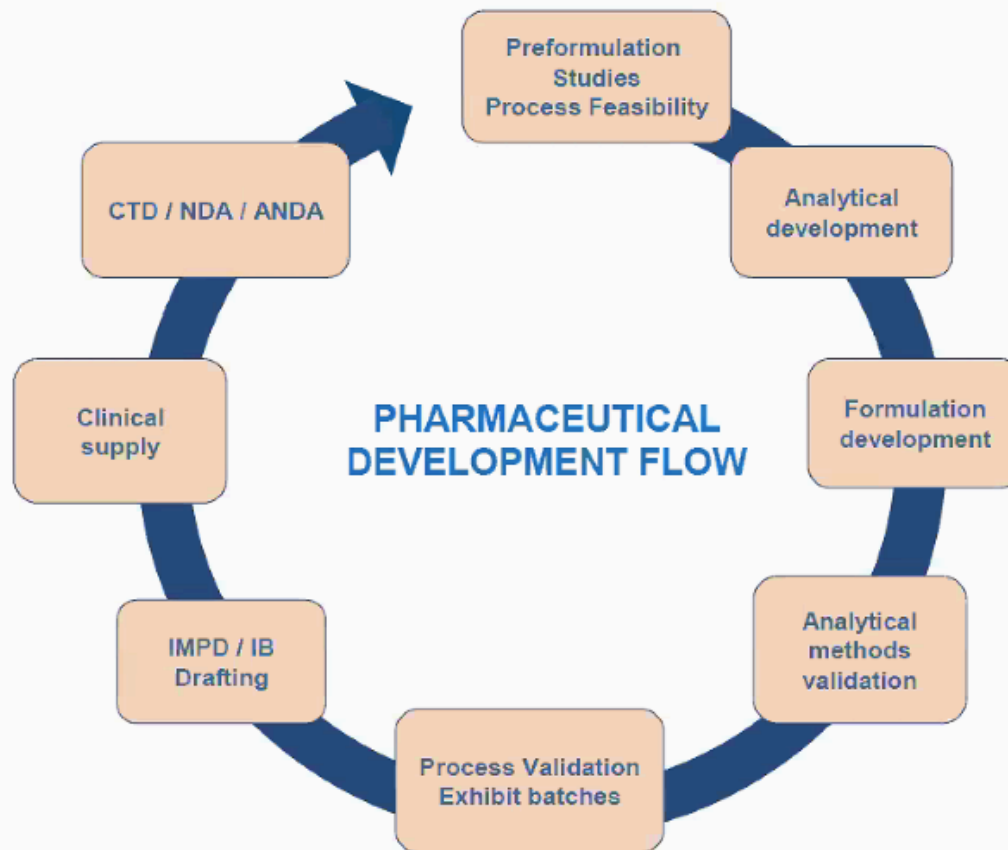 Preformulation
Studies
Process Feasibility
Analytical
development
Formulation
development
Analytical
methods
validation
Process Validation
Exhibit batches
IMPD / IB
Drafting
Clinical
supply
CTD / NDA / ANDA
PHARMACEUTICAL
DEVELOPMENT FLOW